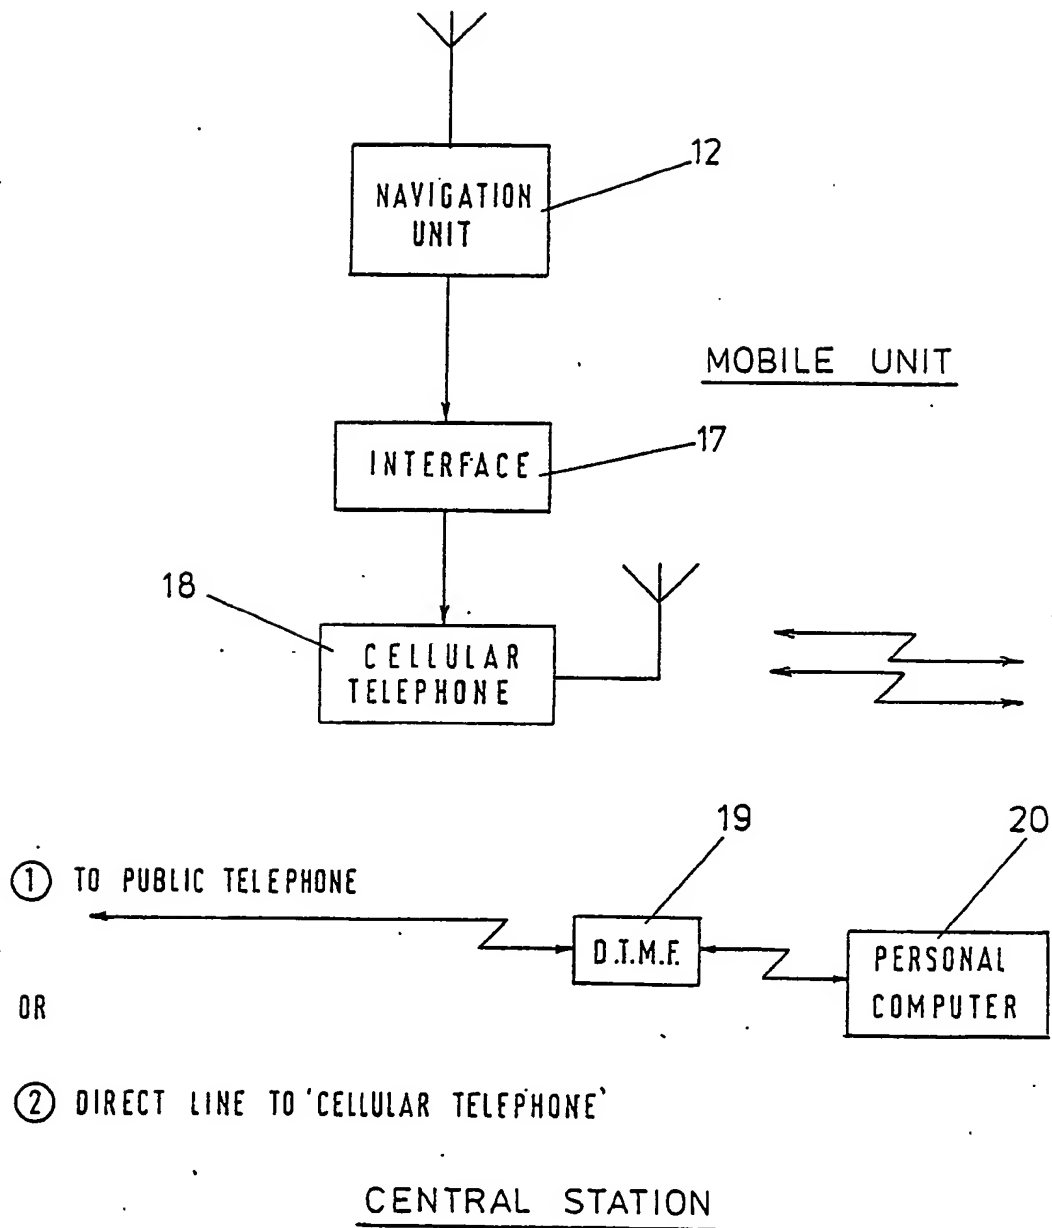 12
NAVIGATION
UNIT
MOBILE UNIT
17
INTERFACE
18
CELLULAR
TELEPHONE
19
20
① TO PUBLIC TELEPHONE
D.T.M.F.
PERSONAL
COMPUTER
OR
② DIRECT LINE TO 'CELLULAR TELEPHONE'
CENTRAL STATION